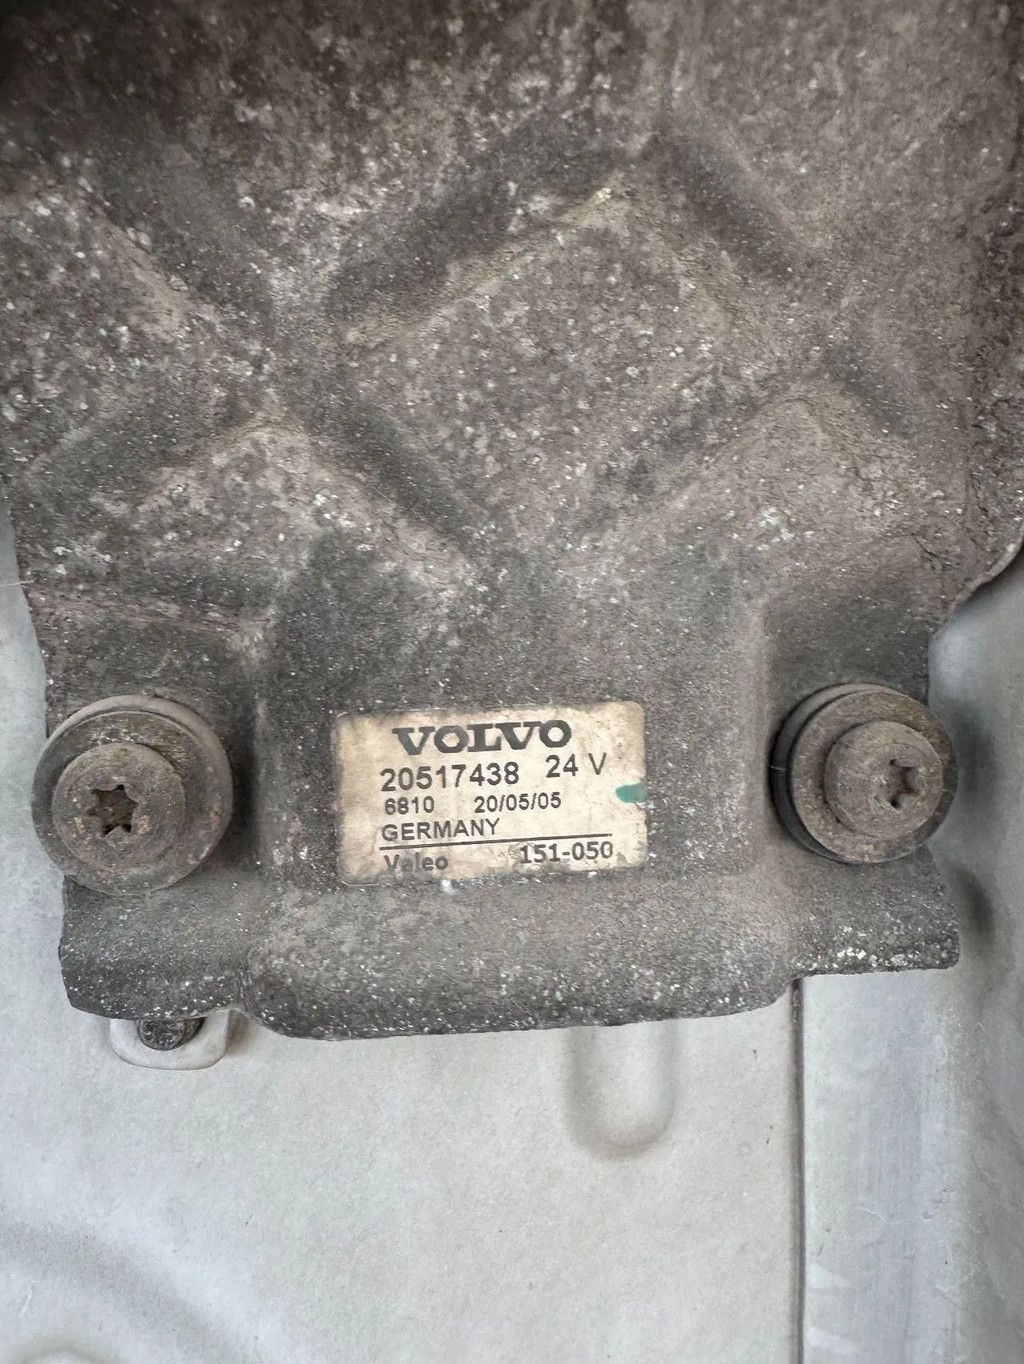 VOLVO
20517438 24 V
6810 20/05/05
GERMANY
Valeo 151-050